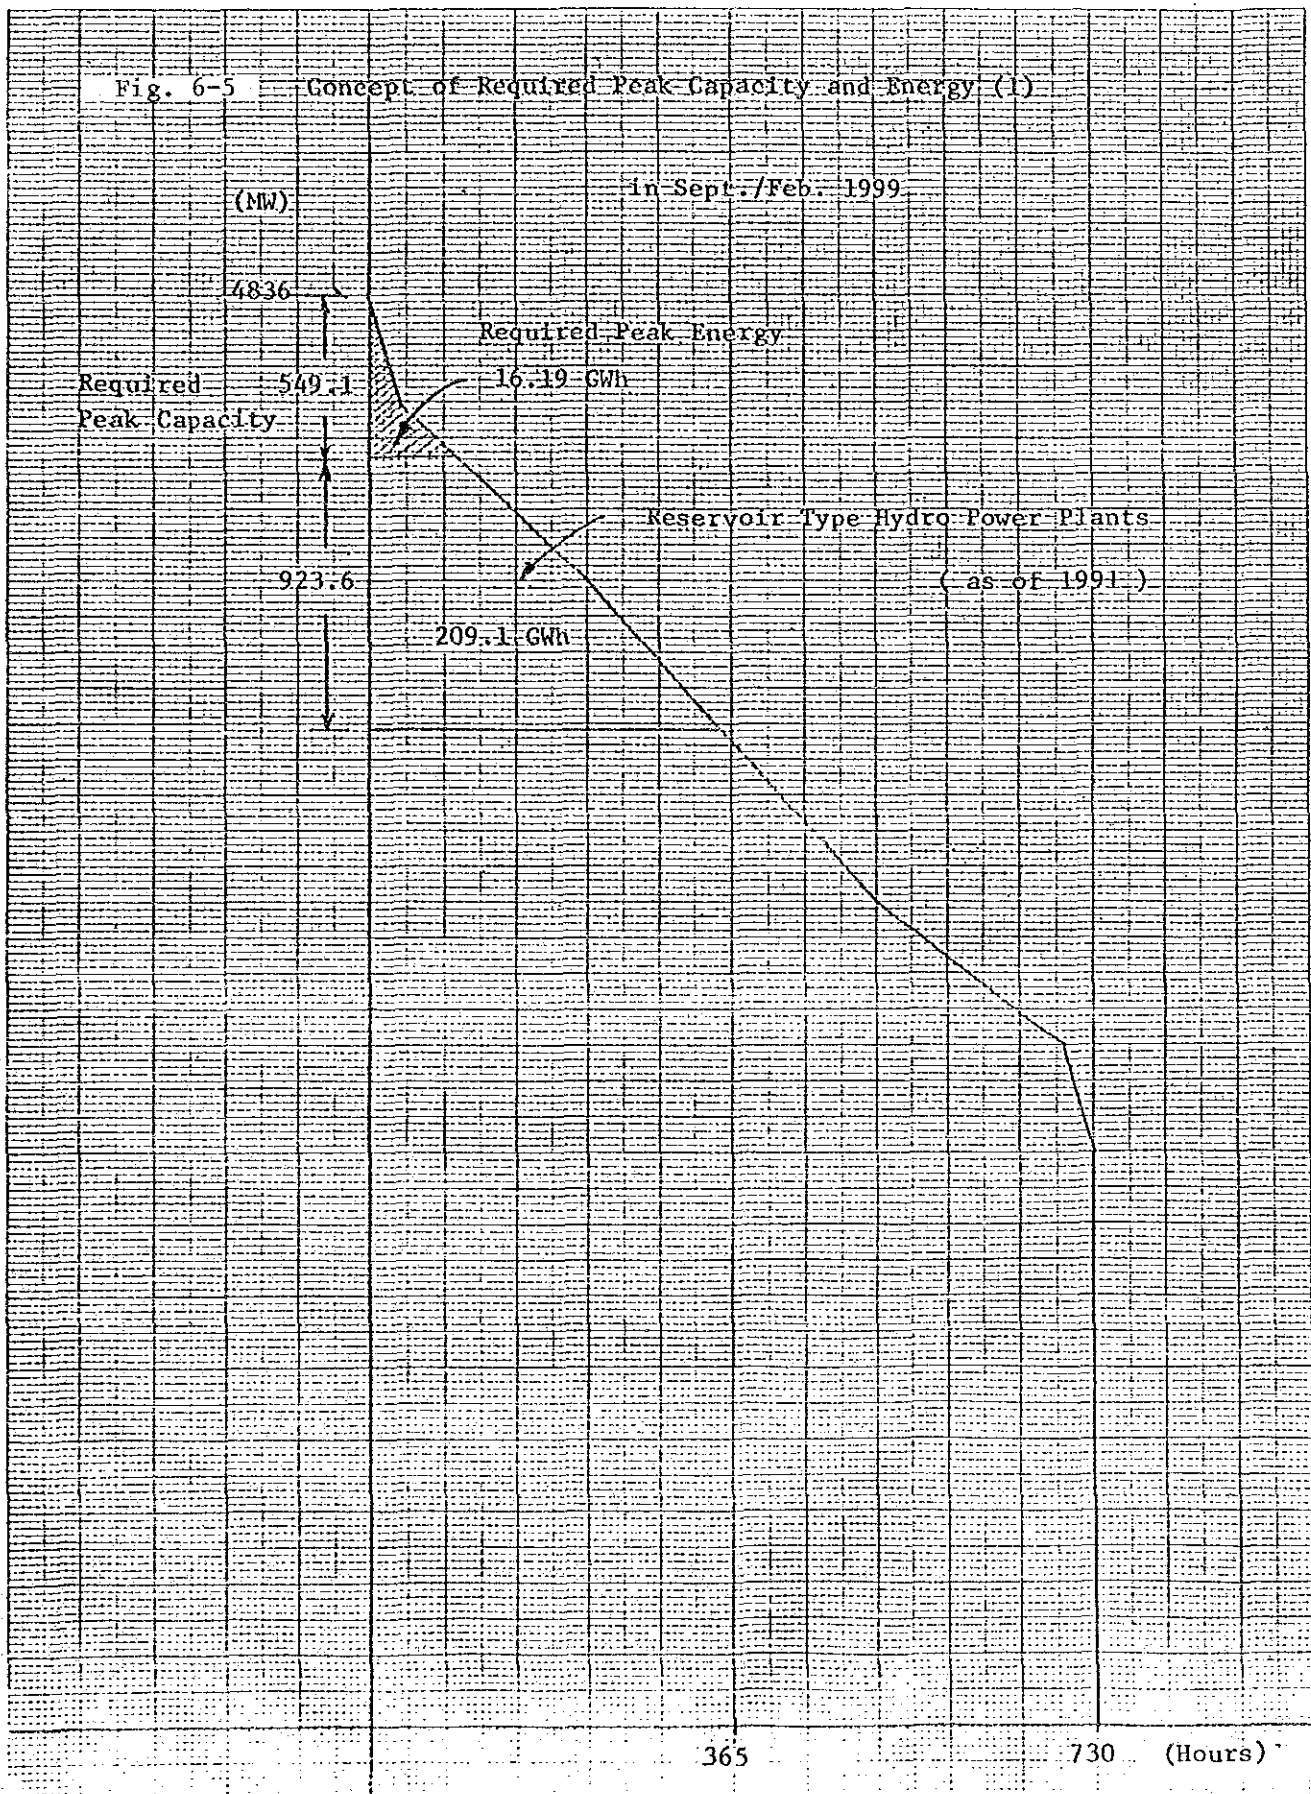 Fig. 6-5 Concept of Required Peak Capacity and Energy (1)
in Sept./Feb. 1999
(MW)
4836
Required Peak Energy
16.19 GWh
Required 549.1
Peak Capacity
Reservoir Type Hydro Power Plants
923.6 ( as of 1991 )
209.1 GWh
365 730 (Hours)